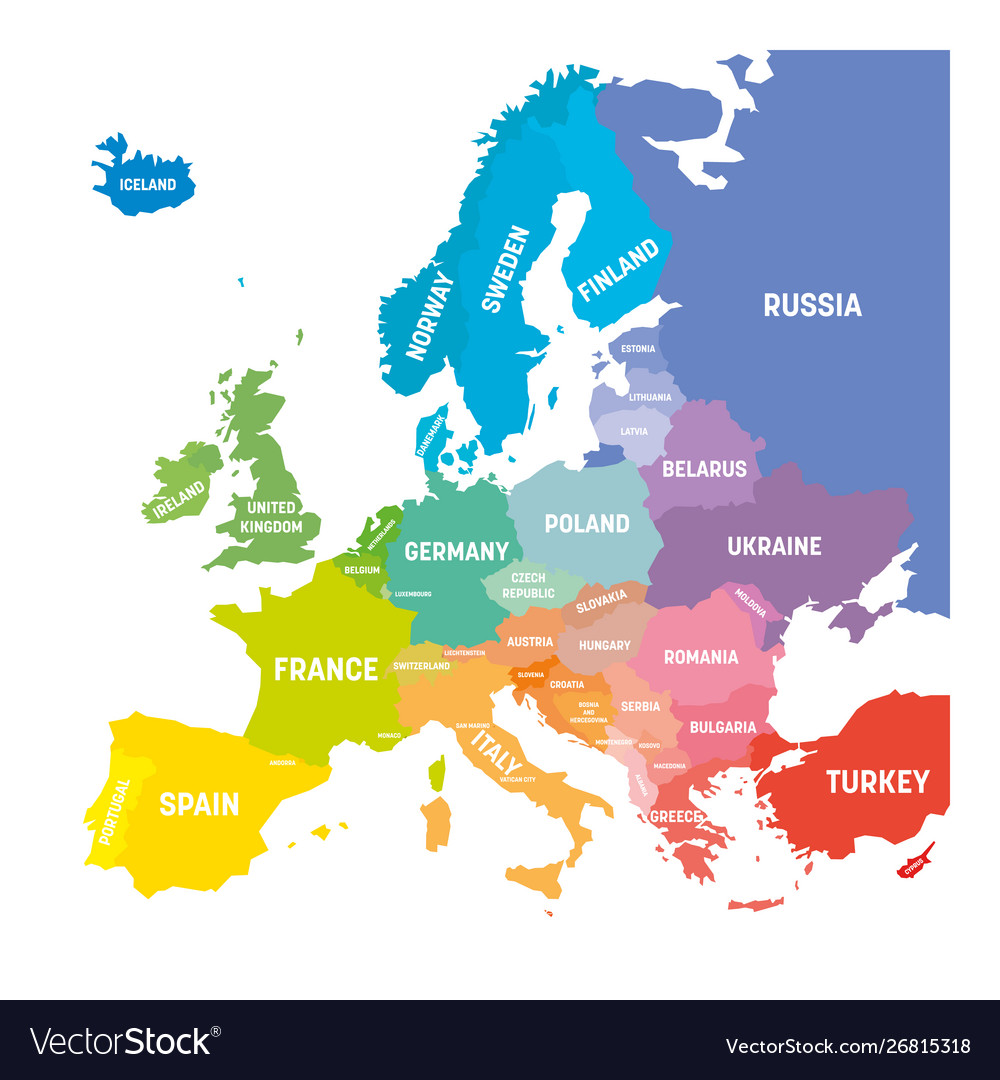 ICELAND
NORWAY
SWEDEN
FINLAND
RUSSIA
ESTONIA
LITHUANIA
LATVIA
DANEMARK
BELARUS
IRELAND
UNITED
KINGDOM
NETHERLANDS
BELGIUM
LUXEMBOURG
GERMANY
POLAND
UKRAINE
CZECH
REPUBLIC
SLOVAKIA
MOLDOVA
FRANCE
SWITZERLAND
LIECHTENSTEIN
AUSTRIA
HUNGARY
ROMANIA
SLOVENIA
CROATIA
BOSNIA
AND
HERCEGOVINA
SERBIA
BULGARIA
MONACO
SAN MARINO
ITALY
VATICAN CITY
MONTENEGRO
KOSOVO
MACEDONIA
ALBANIA
GREECE
ANDORRA
PORTUGAL
SPAIN
TURKEY
CYPRUS
VectorStock®
VectorStock.com/26815318